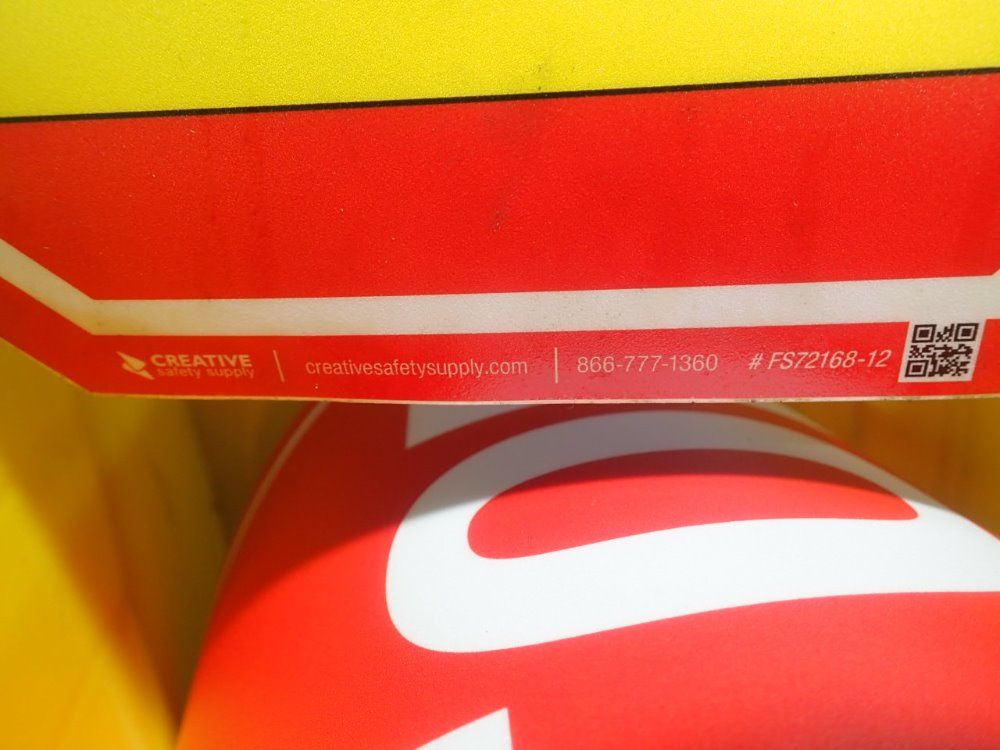 CREATIVE
safety supply
creativesafetysupply.com
866-777-1360
# FS72168-12